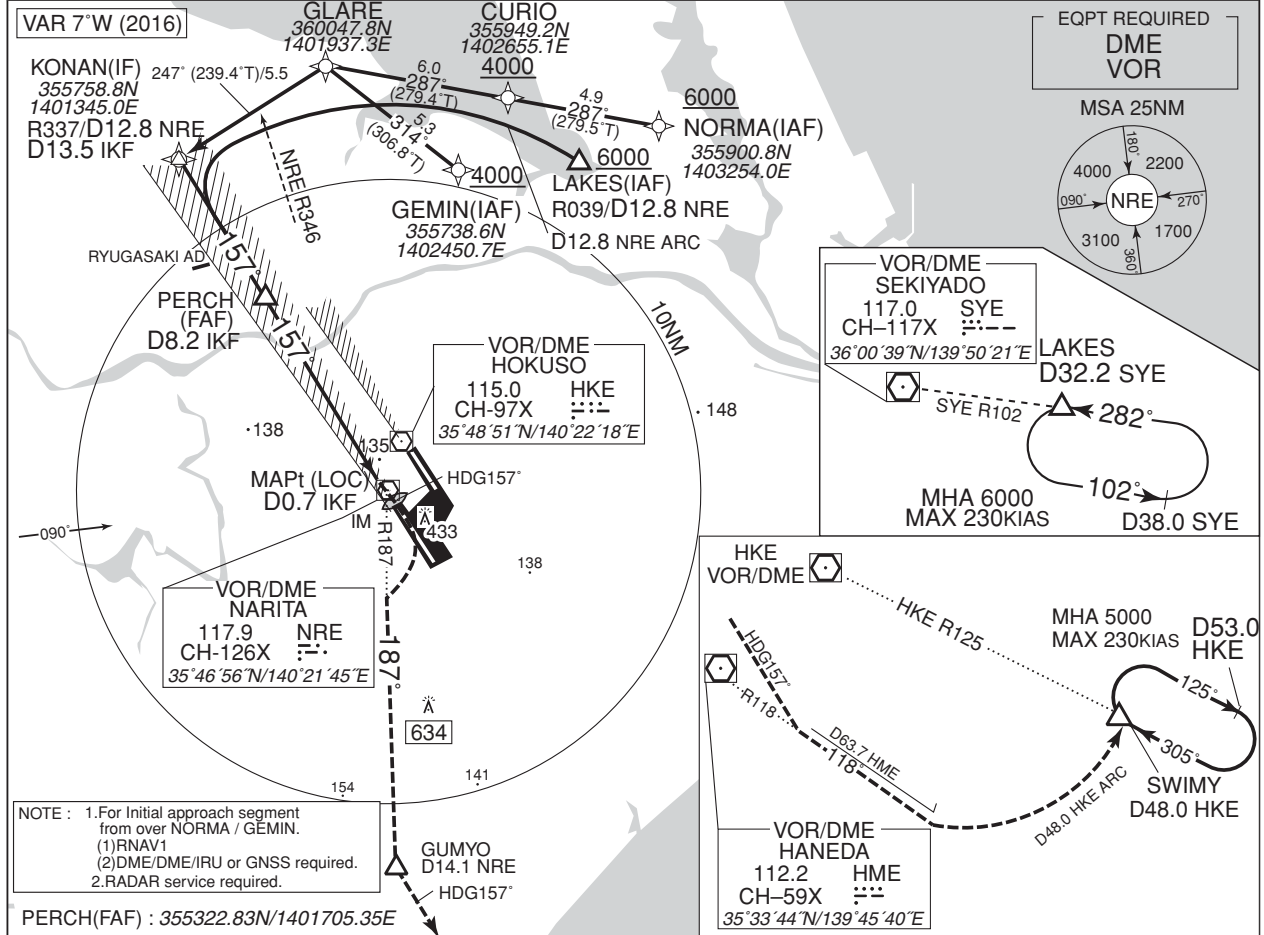 VAR 7°W (2016)
GLARE
360047.8N
1401937.3E
CURIO
355949.2N
1402655.1E
4000
EQPT REQUIRED
DME
VOR
KONAN(IF)
355758.8N
1401345.0E
R337/D12.8 NRE
D13.5 IKF
247° (239.4°T)/5.5
6.0
287°
(279.4°T)
4.9
287°
(279.5°T)
6000
NORMA(IAF)
355900.8N
1403254.0E
5.3
314°
(306.8°T)
4000
GEMIN(IAF)
355738.6N
1402450.7E
6000
LAKES(IAF)
R039/D12.8 NRE
D12.8 NRE ARC
NRE R346
MSA 25NM
180°
4000
2200
090°
NRE
270°
3100
1700
360°
RYUGASAKI AD
157°
PERCH
(FAF)
D8.2 IKF
157°
10NM
VOR/DME
HOKUSO
115.0 HKE
CH-97X
35°48′51″N/140°22′18″E
148
138
135
MAPt (LOC)
D0.7 IKF
IM
HDG157°
433
R187
090°
138
VOR/DME
NARITA
117.9 NRE
CH-126X
35°46′56″N/140°21′45″E
187°
634
154
141
NOTE : 1.For Initial approach segment
from over NORMA / GEMIN.
(1)RNAV1
(2)DME/DME/IRU or GNSS required.
2.RADAR service required.
GUMYO
D14.1 NRE
HDG157°
PERCH(FAF) : 355322.83N/1401705.35E
VOR/DME
SEKIYADO
117.0 SYE
CH–117X
36°00′39″N/139°50′21″E
LAKES
D32.2 SYE
SYE R102
282°
102°
MHA 6000
MAX 230KIAS
D38.0 SYE
HKE
VOR/DME
HKE R125
MHA 5000
MAX 230KIAS
D53.0
HKE
125°
305°
HDG157°
R118
D63.7 HME
118°
D48.0 HKE ARC
SWIMY
D48.0 HKE
VOR/DME
HANEDA
112.2 HME
CH–59X
35°33′44″N/139°45′40″E